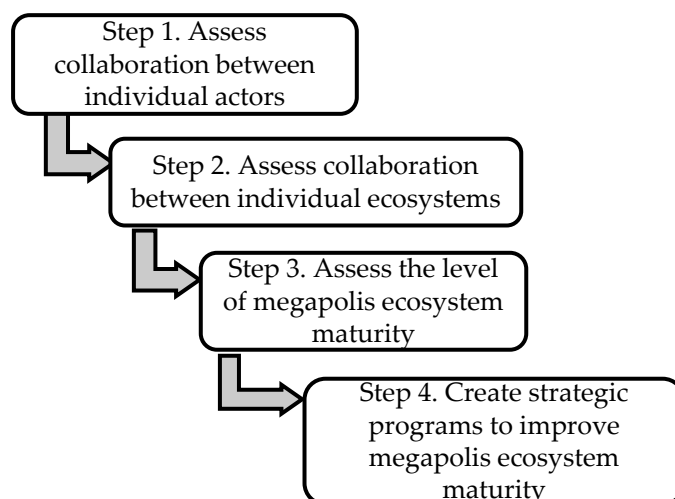 Step 1. Assess
collaboration between
individual actors
Step 2. Assess collaboration
between individual ecosystems
Step 3. Assess the level
of megapolis ecosystem
maturity
Step 4. Create strategic
programs to improve
megapolis ecosystem
maturity